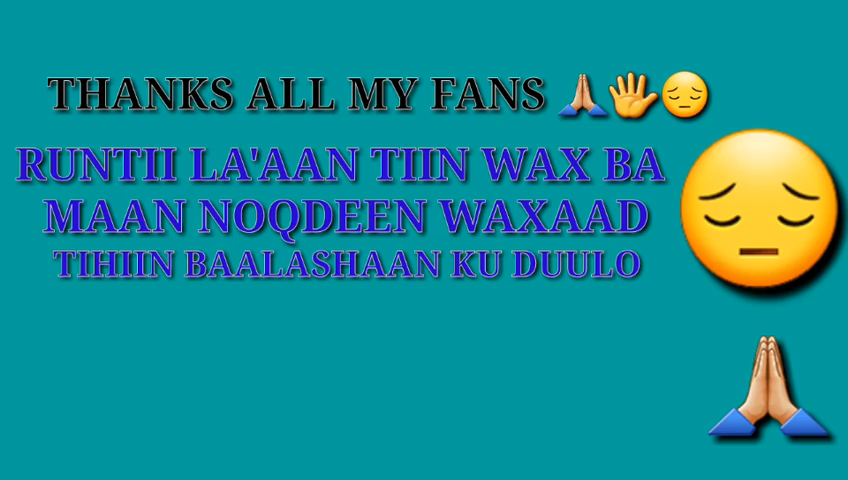 THANKS ALL MY FANS 🙏🖐😔
RUNTII LA'AAN TIIN WAX BA
MAAN NOQDEEN WAXAAD
TIHIIN BAALASHAAN KU DUULO